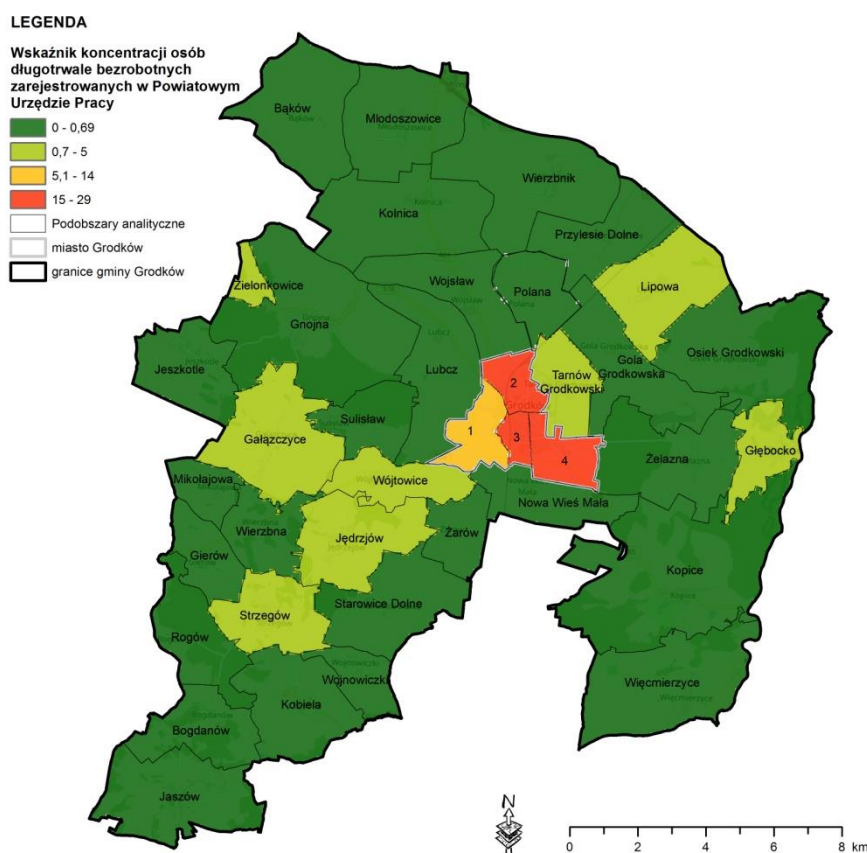 LEGENDA
Wskaźnik koncentracji osób
długotrwale bezrobotnych
zarejestrowanych w Powiatowym
Urzędzie Pracy
0 - 0,69
0,7 - 5
5,1 - 14
15 - 29
Podobszary analityczne
miasto Grodków
granice gminy Grodków
Bąków
Młodoszowice
Wierzbnik
Kolnica
Przylesie Dolne
Lipowa
Zielonkowice
Wojsław
Polana
Gnojna
Jeszkotle
Lubcz
Tarnów
Grodkowski
Gola
Grodkowska
Osiek Grodkowski
2
Sulisław
Gałązczyce
1
3
4
Żelazna
Głębocko
Mikołajowa
Wójtowice
Nowa Wieś Mała
Wierzbna
Jędrzjów
Żarów
Gierów
Kopice
Strzegów
Starowice Dolne
Rogów
Wojnowiczki
Więcmierzyce
Kobiela
Bogdanów
Jaszów
N
0 2 4 6 8 km